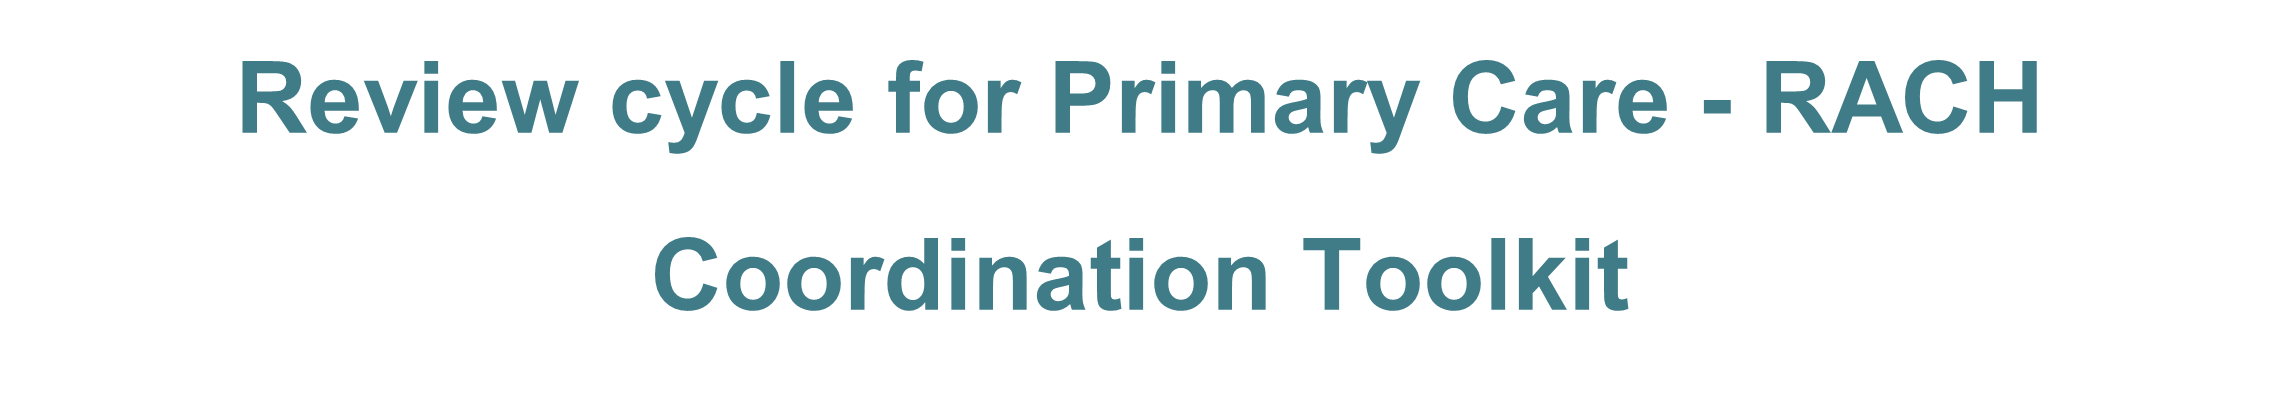 Review cycle for Primary Care - RACH
Coordination Toolkit